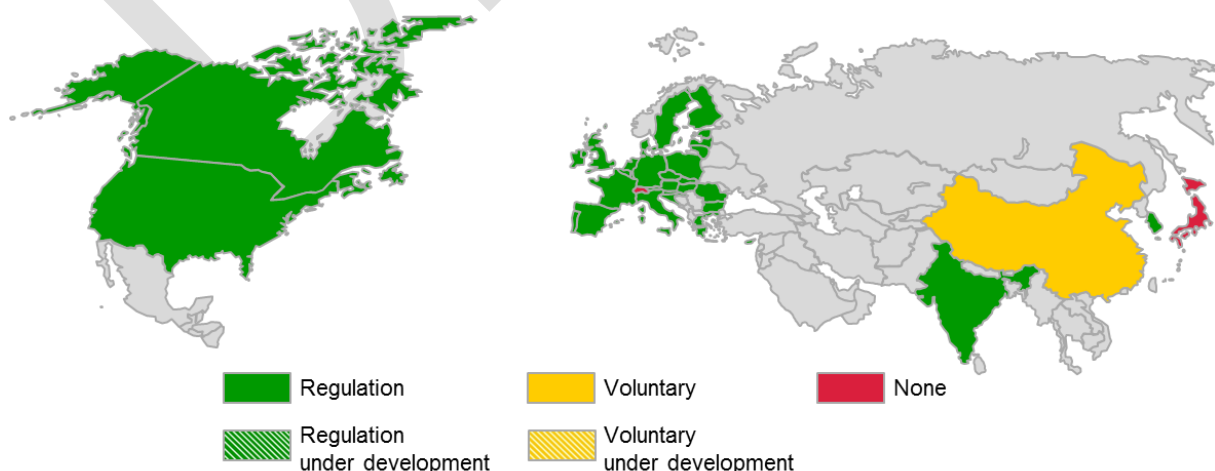 Regulation
Voluntary
None
Regulation
under development
Voluntary
under development